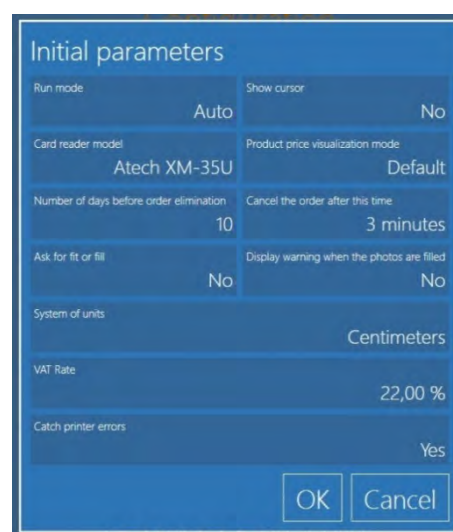 Initial parameters
Run mode
Auto
Show cursor
No
Card reader model
Atech XM-35U
Product price visualization mode
Default
Number of days before order elimination
10
Cancel the order after this time
3 minutes
Ask for fit or fill
No
Display warning when the photos are filled
No
System of units
Centimeters
VAT Rate
22,00 %
Catch printer errors
Yes
OK
Cancel